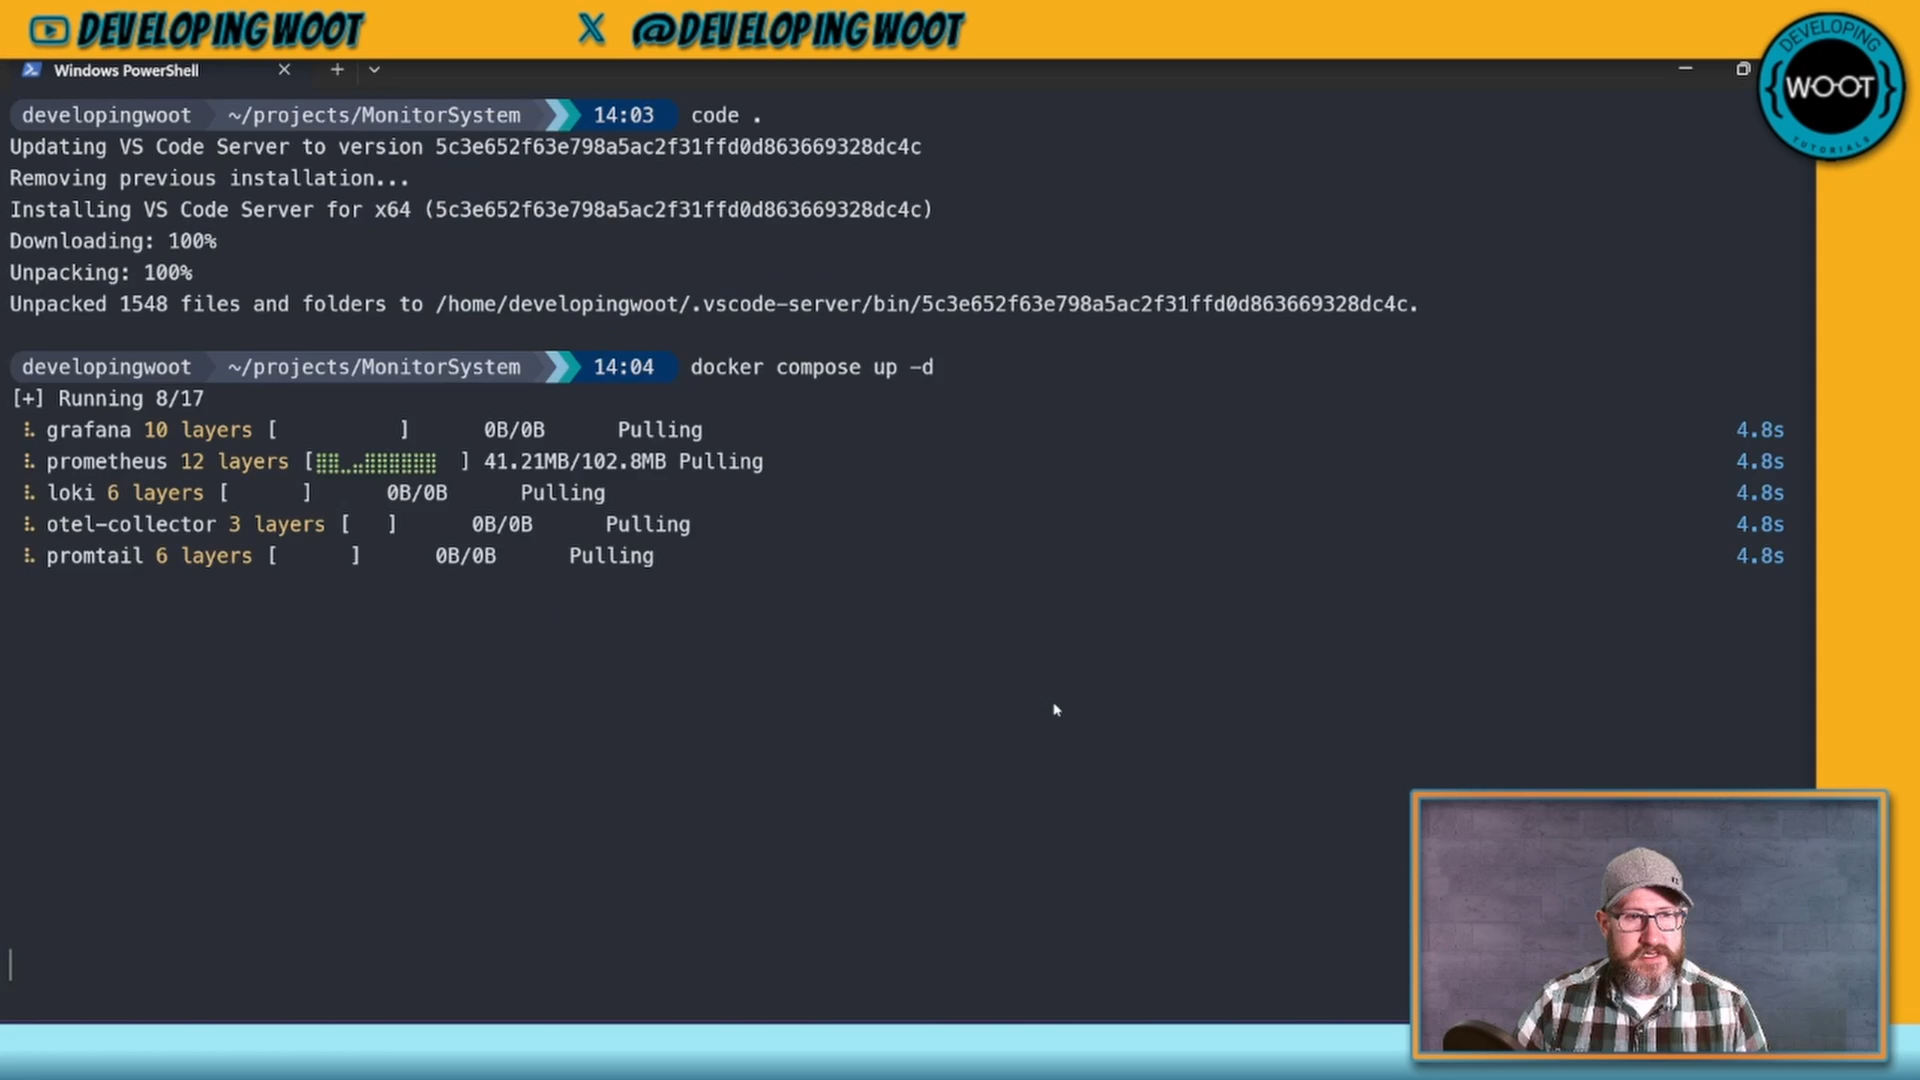 DEVELOPINGWOOT
@DEVELOPINGWOOT
DEVELOPING
WOOT
TUTORIALS
Windows PowerShell
developingwoot ~/projects/MonitorSystem 14:03 code .
Updating VS Code Server to version 5c3e652f63e798a5ac2f31ffd0d863669328dc4c
Removing previous installation...
Installing VS Code Server for x64 (5c3e652f63e798a5ac2f31ffd0d863669328dc4c)
Downloading: 100%
Unpacking: 100%
Unpacked 1548 files and folders to /home/developingwoot/.vscode-server/bin/5c3e652f63e798a5ac2f31ffd0d863669328dc4c.
developingwoot ~/projects/MonitorSystem 14:04 docker compose up -d
[+] Running 8/17
grafana 10 layers [ ] 0B/0B Pulling 4.8s
prometheus 12 layers [⣿⣿⣀⣤⣿⣿⣿⣿⣿⣿ ] 41.21MB/102.8MB Pulling 4.8s
loki 6 layers [ ] 0B/0B Pulling 4.8s
otel-collector 3 layers [ ] 0B/0B Pulling 4.8s
promtail 6 layers [ ] 0B/0B Pulling 4.8s